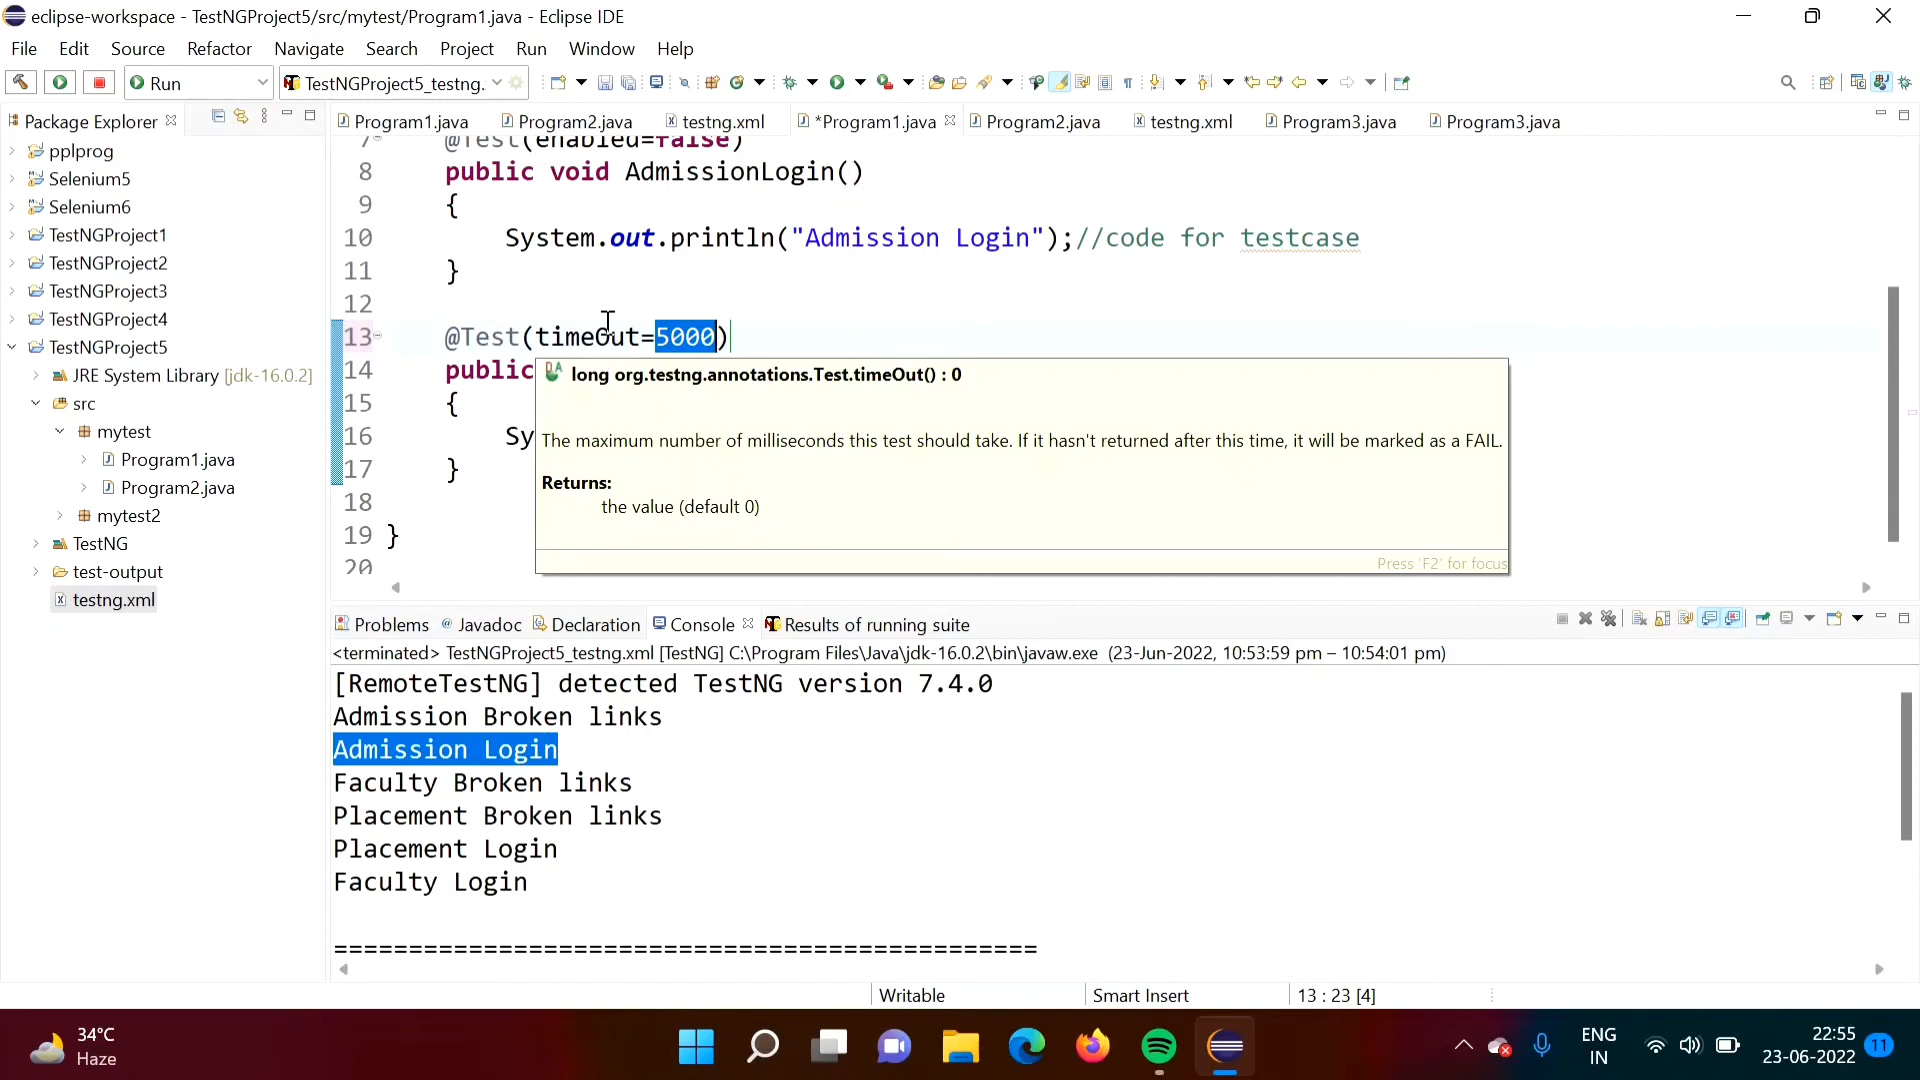 eclipse-workspace - TestNGProject5/src/mytest/Program1.java - Eclipse IDE
File Edit Source Refactor Navigate Search Project Run Window Help
Run TestNGProject5_testng.
Package Explorer
Program1.java Program2.java testng.xml *Program1.java Program2.java testng.xml Program3.java Program3.java
pplprog
Selenium5
Selenium6
TestNGProject1
TestNGProject2
TestNGProject3
TestNGProject4
TestNGProject5
JRE System Library [jdk-16.0.2]
src
mytest
Program1.java
Program2.java
mytest2
TestNG
test-output
testng.xml
7 @Test(enabled=false)
8 public void AdmissionLogin()
9 {
10 System.out.println("Admission Login");//code for testcase
11 }
12
13 @Test(timeOut=5000)
14 public
15 {
16 Sy
17 }
18
19 }
20
long org.testng.annotations.Test.timeOut() : 0
The maximum number of milliseconds this test should take. If it hasn't returned after this time, it will be marked as a FAIL.
Returns:
the value (default 0)
Press 'F2' for focus
Problems Javadoc Declaration Console Results of running suite
<terminated> TestNGProject5_testng.xml [TestNG] C:\Program Files\Java\jdk-16.0.2\bin\javaw.exe (23-Jun-2022, 10:53:59 pm – 10:54:01 pm)
[RemoteTestNG] detected TestNG version 7.4.0
Admission Broken links
Admission Login
Faculty Broken links
Placement Broken links
Placement Login
Faculty Login
===============================================
Writable Smart Insert 13 : 23 [4]
34°C
Haze
ENG
IN
22:55
23-06-2022
11